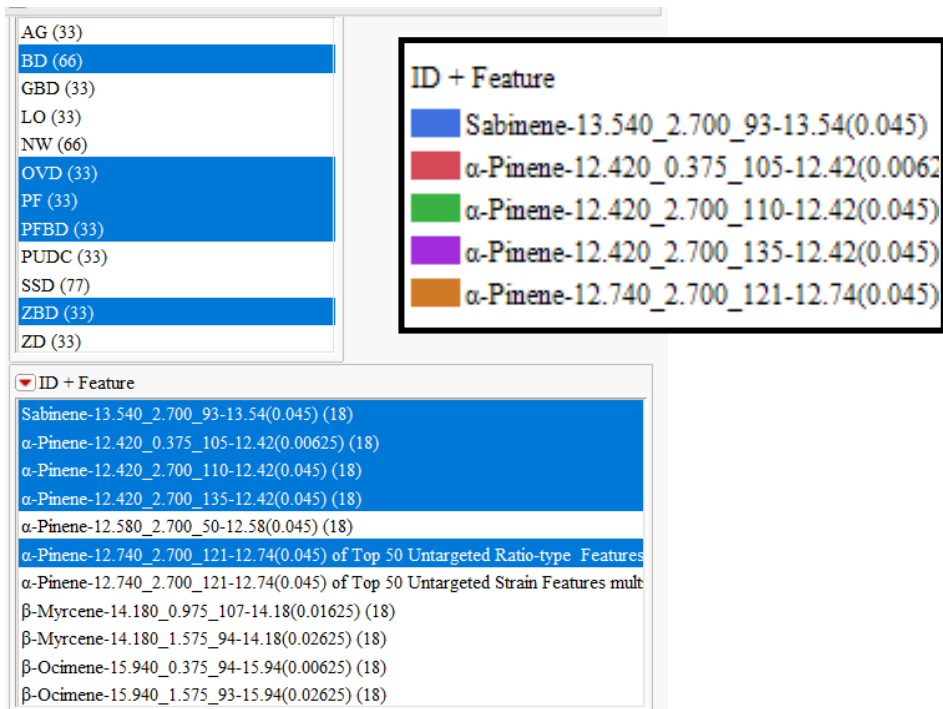 AG (33)
BD (66)
GBD (33)
LO (33)
NW (66)
OVD (33)
PF (33)
PFBD (33)
PUDC (33)
SSD (77)
ZBD (33)
ZD (33)
ID + Feature
Sabinene-13.540_2.700_93-13.54(0.045)
α-Pinene-12.420_0.375_105-12.42(0.0062
α-Pinene-12.420_2.700_110-12.42(0.045)
α-Pinene-12.420_2.700_135-12.42(0.045)
α-Pinene-12.740_2.700_121-12.74(0.045)
ID + Feature
Sabinene-13.540_2.700_93-13.54(0.045) (18)
α-Pinene-12.420_0.375_105-12.42(0.00625) (18)
α-Pinene-12.420_2.700_110-12.42(0.045) (18)
α-Pinene-12.420_2.700_135-12.42(0.045) (18)
α-Pinene-12.580_2.700_50-12.58(0.045) (18)
α-Pinene-12.740_2.700_121-12.74(0.045) of Top 50 Untargeted Ratio-type Features
α-Pinene-12.740_2.700_121-12.74(0.045) of Top 50 Untargeted Strain Features mult
β-Myrcene-14.180_0.975_107-14.18(0.01625) (18)
β-Myrcene-14.180_1.575_94-14.18(0.02625) (18)
β-Ocimene-15.940_0.375_94-15.94(0.00625) (18)
β-Ocimene-15.940_1.575_93-15.94(0.02625) (18)